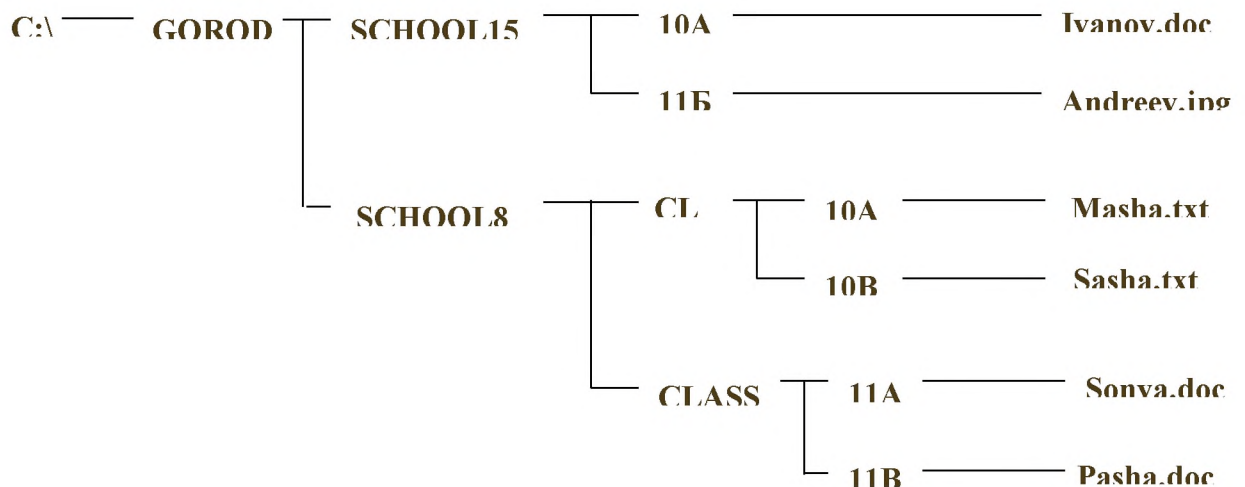 C:\ GOROD SCHOOL15 10A Ivanov.doc
11Б Andreev.jpg
SCHOOL8 CL 10A Masha.txt
10B Sasha.txt
CLASS 11A Sonya.doc
11B Pasha.doc